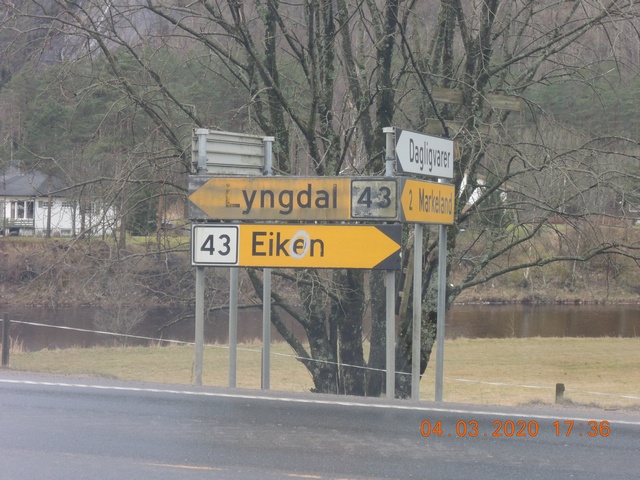 Dagligvarer
Lyngdal 43
2 Markeland
43 Eiken
04.03.2020 17:36